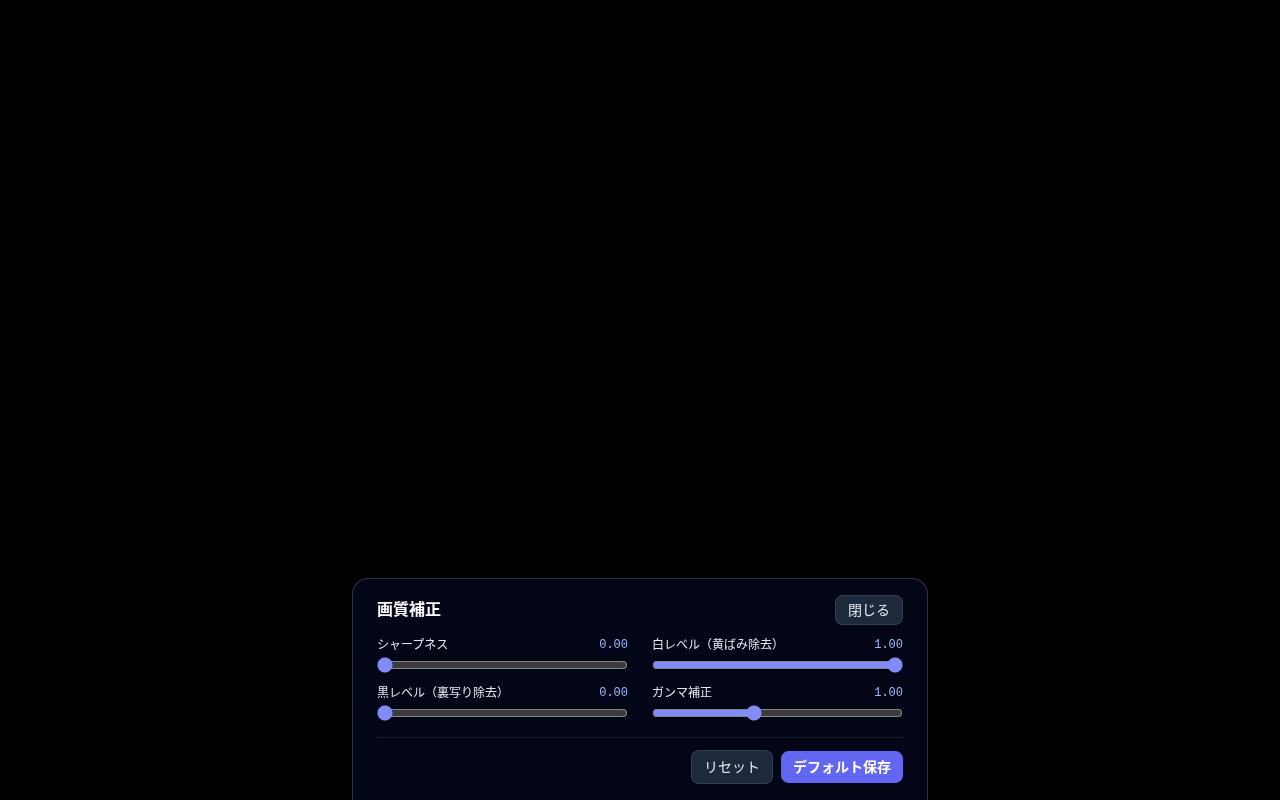 画質補正
閉じる
シャープネス 0.00
白レベル（黄ばみ除去） 1.00
黒レベル（裏写り除去） 0.00
ガンマ補正 1.00
リセット
デフォルト保存